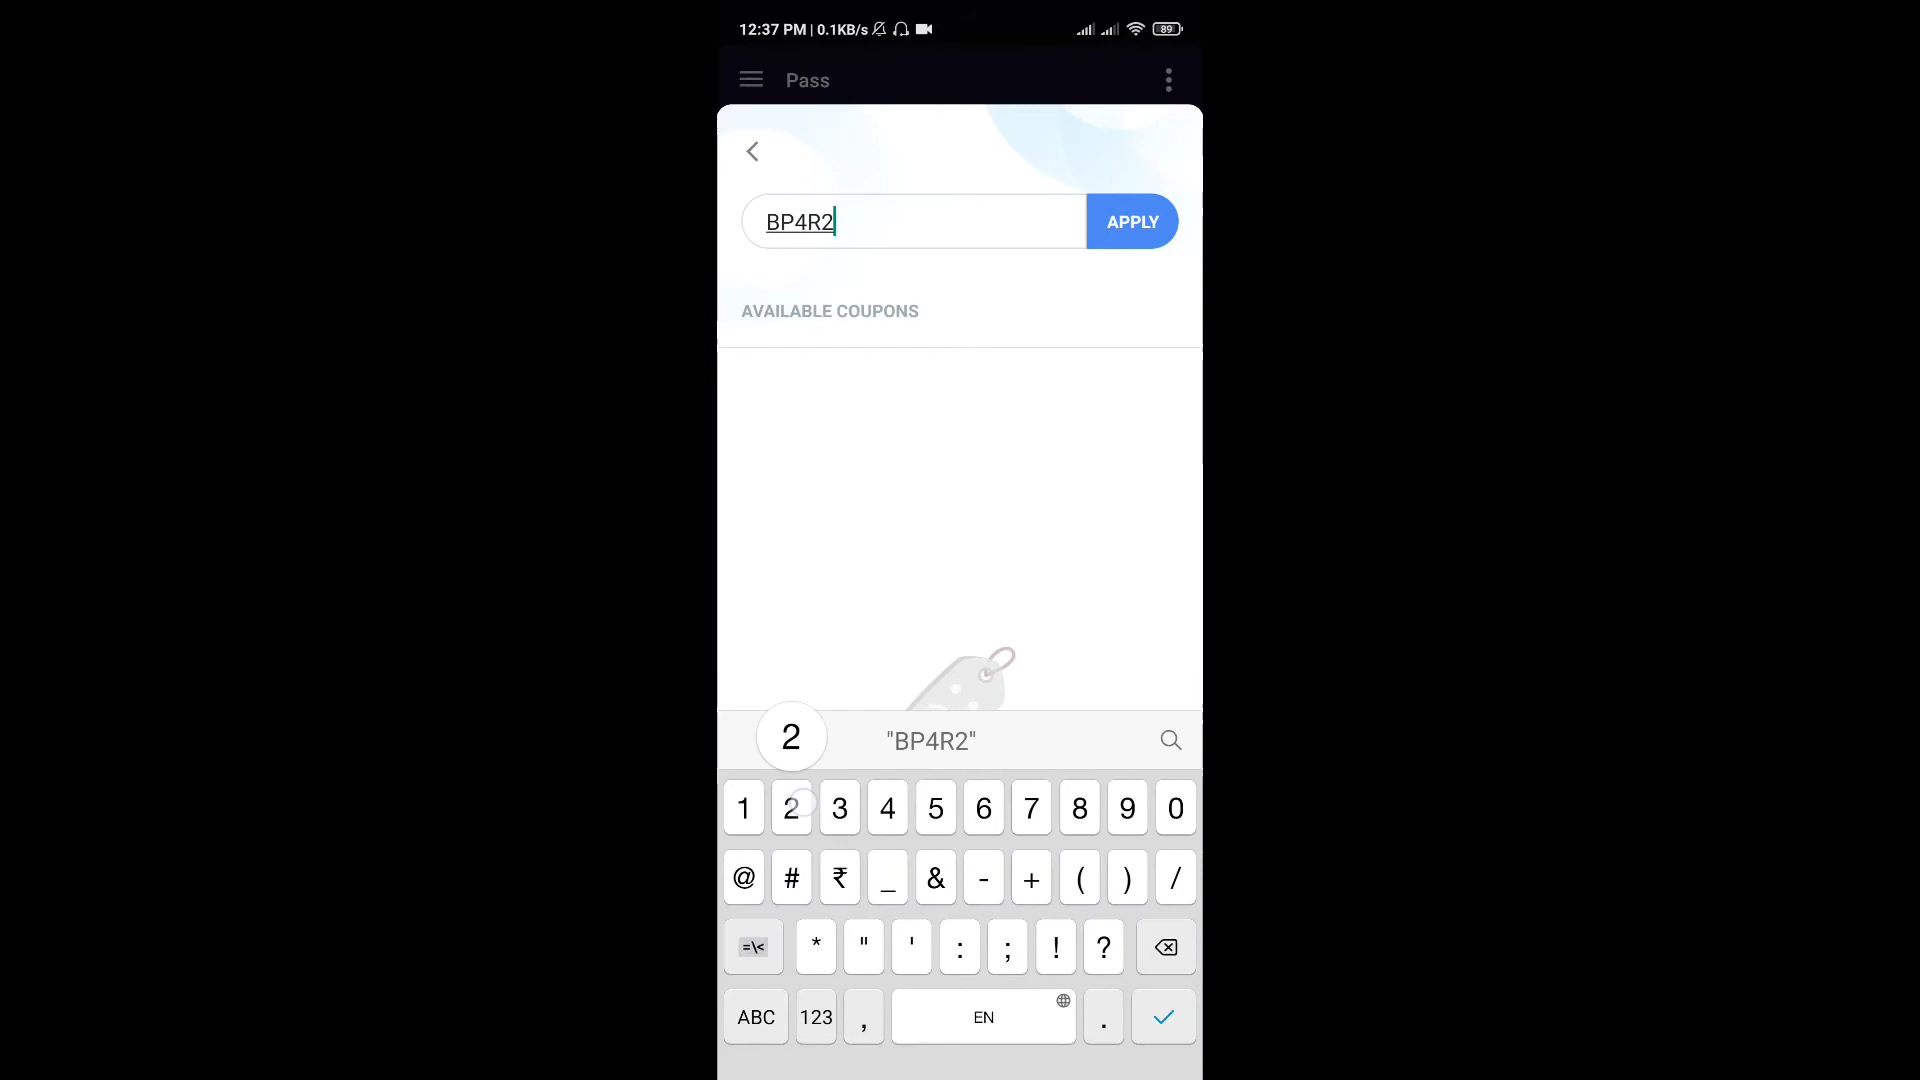 12:37 PM | 0.1KB/s 89
Pass
BP4R2 APPLY
AVAILABLE COUPONS
2 "BP4R2"
1 2 3 4 5 6 7 8 9 0
@ # ₹ _ & - + ( ) /
=\< * " ' : ; ! ?
ABC 123 , EN .